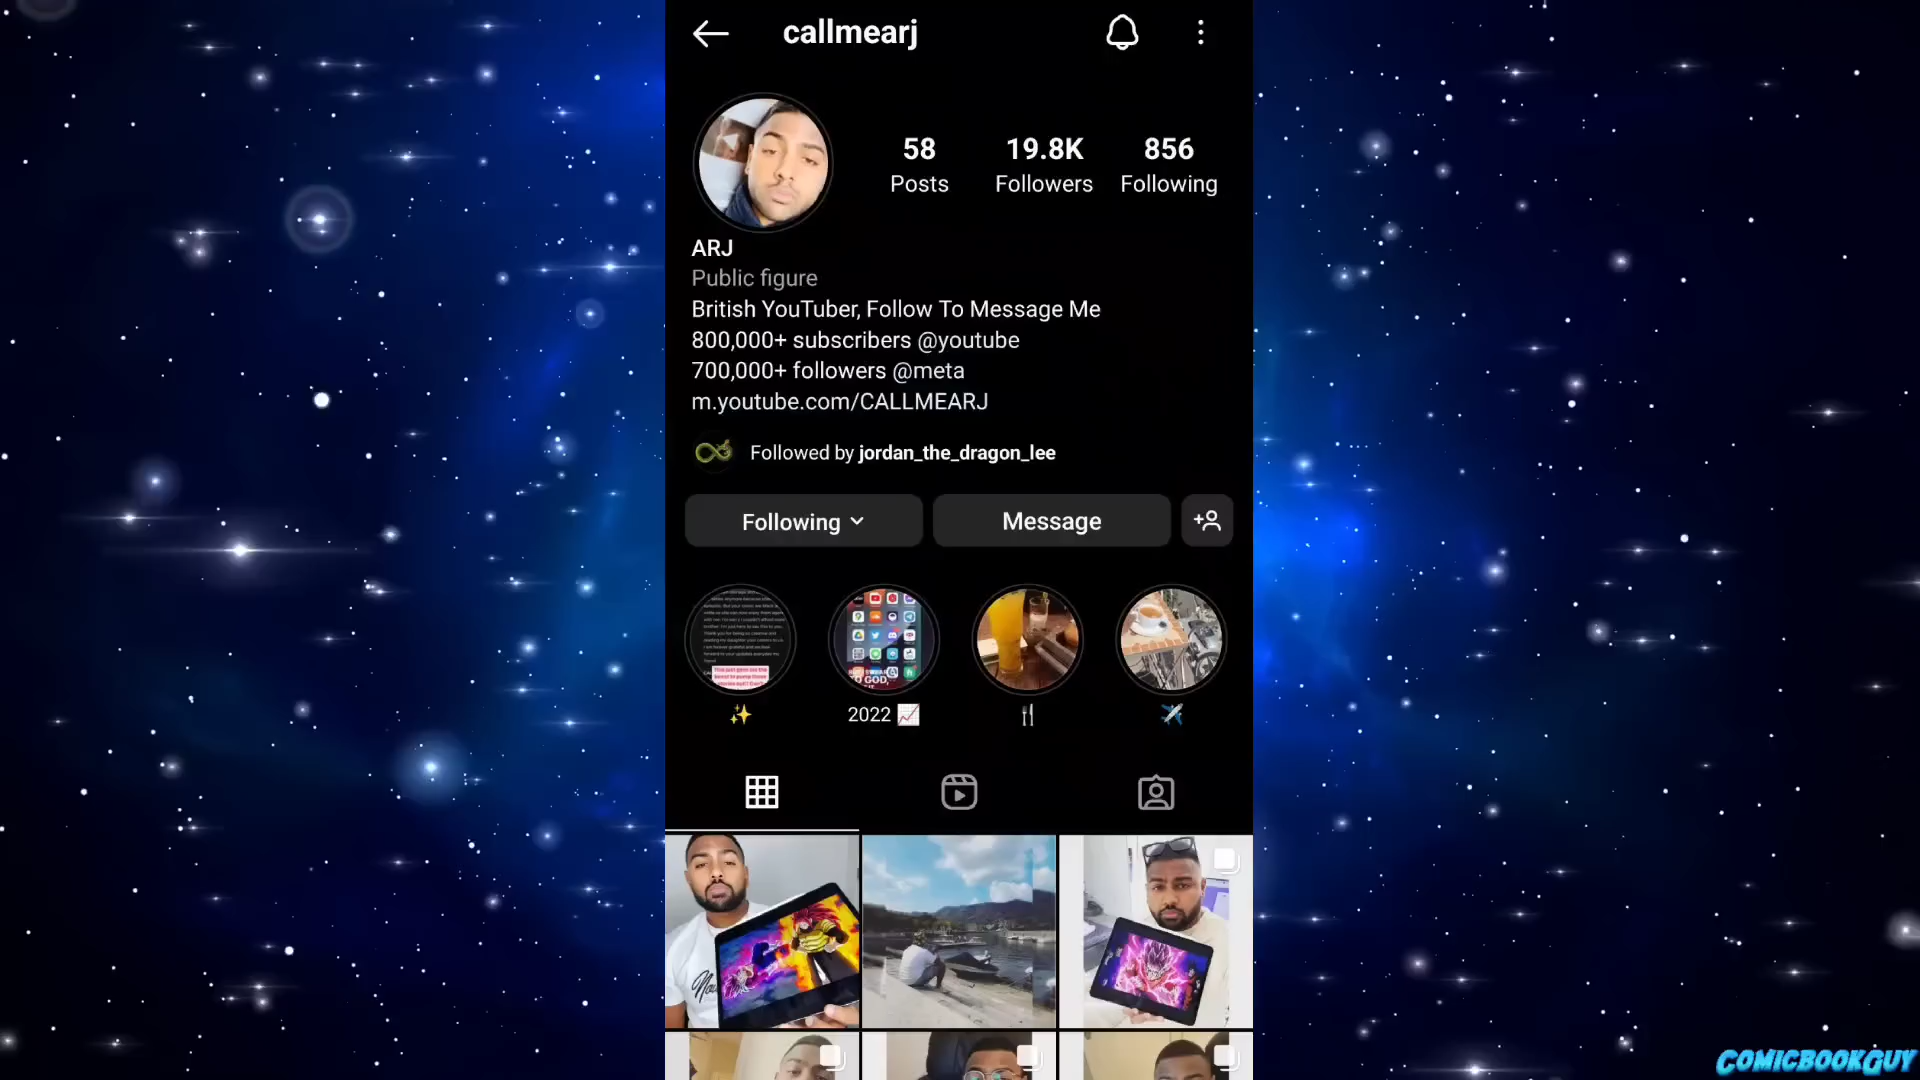 callmearj
58
Posts
19.8K
Followers
856
Following
ARJ
Public figure
British YouTuber, Follow To Message Me
800,000+ subscribers @youtube
700,000+ followers @meta
m.youtube.com/CALLMEARJ
Followed by jordan_the_dragon_lee
Following
Message
2022
COMICBOOKGUY